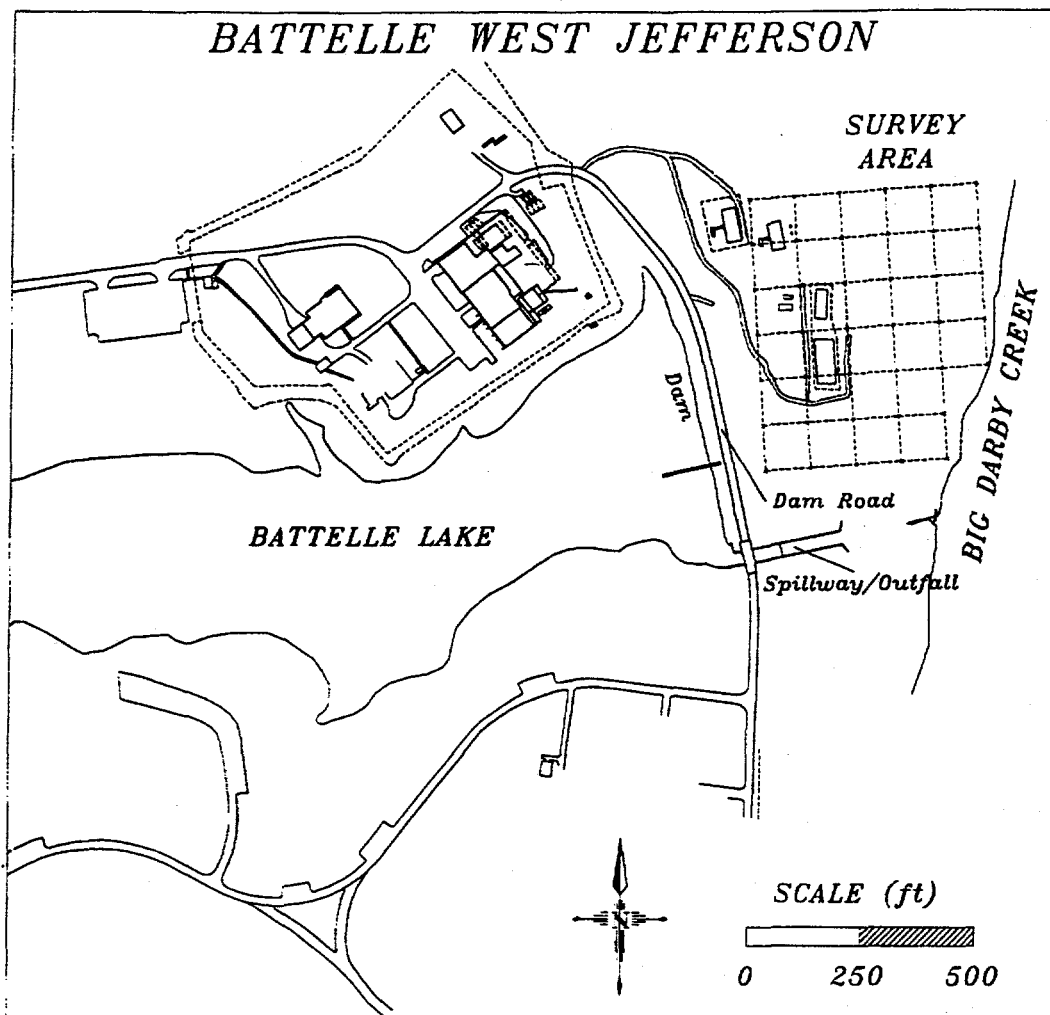 BATTELLE WEST JEFFERSON
SURVEY
AREA
Dam
BIG DARBY CREEK
Dam Road
BATTELLE LAKE
Spillway/Outfall
N
SCALE (ft)
0 250 500